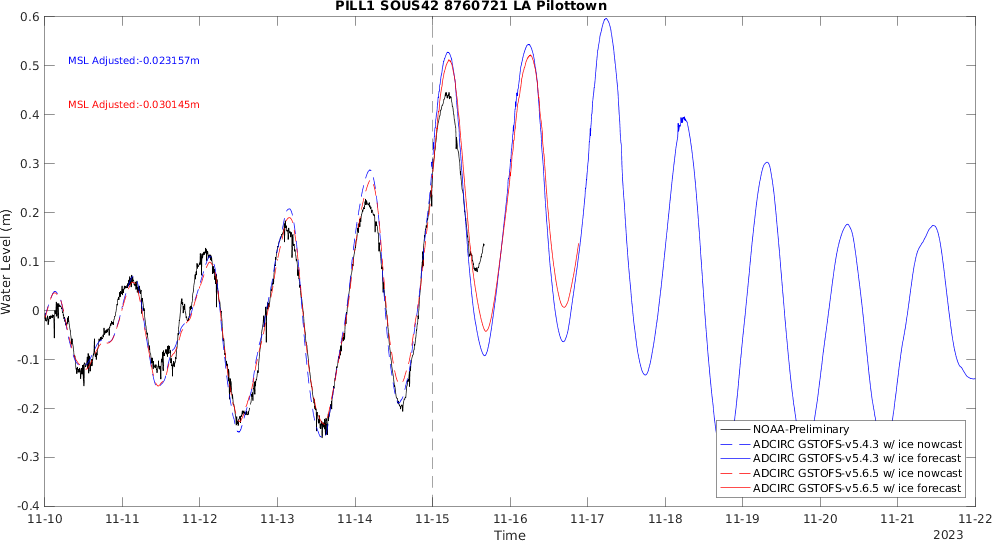 PILL1 SOUS42 8760721 LA Pilottown
0.6
0.5
0.4
0.3
0.2
0.1
0
-0.1
-0.2
-0.3
-0.4
Water Level (m)
MSL Adjusted:-0.023157m
MSL Adjusted:-0.030145m
NOAA-Preliminary
ADCIRC GSTOFS-v5.4.3 w/ ice nowcast
ADCIRC GSTOFS-v5.4.3 w/ ice forecast
ADCIRC GSTOFS-v5.6.5 w/ ice nowcast
ADCIRC GSTOFS-v5.6.5 w/ ice forecast
11-10 11-11 11-12 11-13 11-14 11-15 11-16 11-17 11-18 11-19 11-20 11-21 11-22
Time
2023